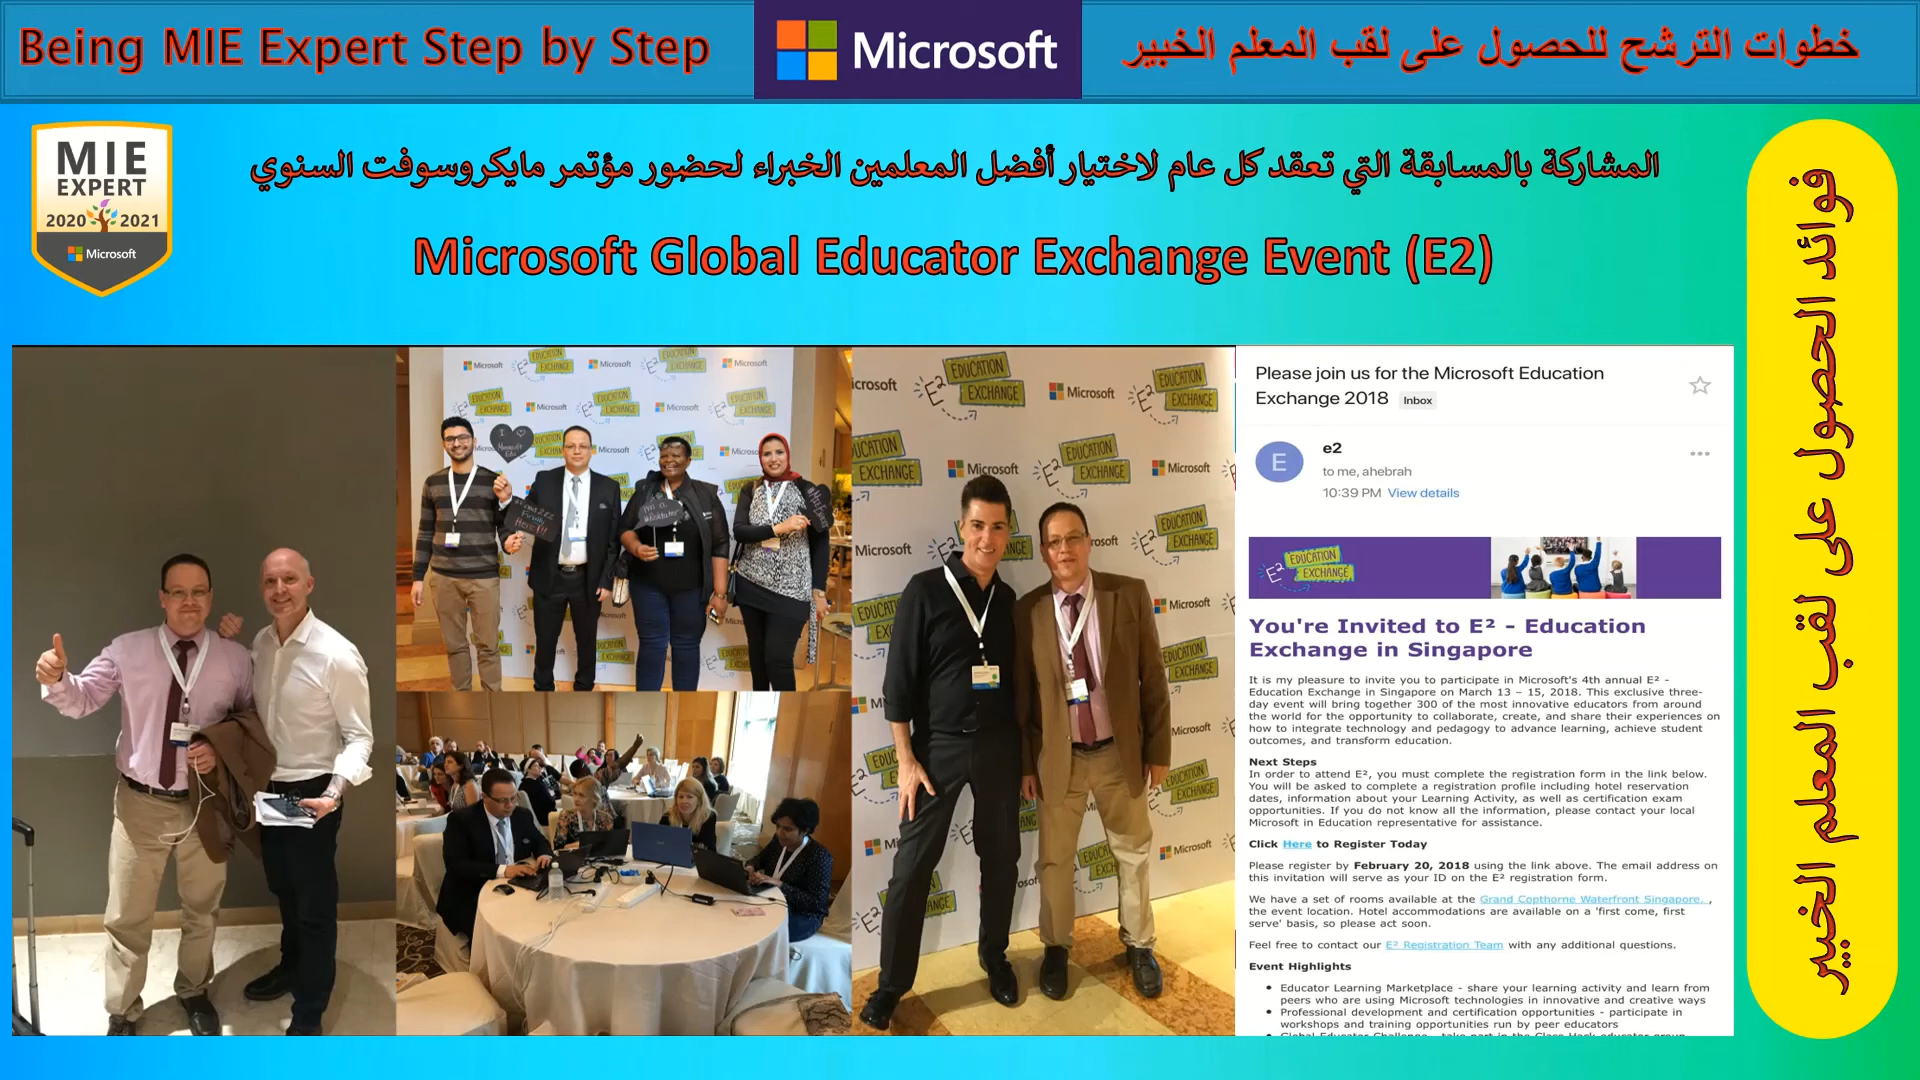 Being MIE Expert Step by Step
Microsoft
خطوات الترشح للحصول على لقب المعلم الخبير
MIE
EXPERT
2020 2021
Microsoft
المشاركة بالمسابقة التي تعقد كل عام لاختيار أفضل المعلمين الخبراء لحضور مؤتمر مايكروسوفت السنوي
Microsoft Global Educator Exchange Event (E2)
فوائد الحصول على لقب المعلم الخبير
Microsoft
E² EDUCATION
EXCHANGE
Please join us for the Microsoft Education
Exchange 2018 Inbox
E
e2
to me, ahebrah
10:39 PM View details
E² EDUCATION
EXCHANGE
You're Invited to E² - Education
Exchange in Singapore
It is my pleasure to invite you to participate in Microsoft's 4th annual E² -
Education Exchange in Singapore on March 13 – 15, 2018. This exclusive three-
day event will bring together 300 of the most innovative educators from around
the world for the opportunity to collaborate, create, and share their experiences on
how to integrate technology and pedagogy to advance learning, achieve student
outcomes, and transform education.
Next Steps
In order to attend E², you must complete the registration form in the link below.
You will be asked to complete a registration profile including hotel reservation
dates, information about your Learning Activity, as well as certification exam
opportunities. If you do not know all the information, please contact your local
Microsoft in Education representative for assistance.
Click Here to Register Today
Please register by February 20, 2018 using the link above. The email address on
this invitation will serve as your ID on the E² registration form.
We have a set of rooms available at the Grand Copthorne Waterfront Singapore, ,
the event location. Hotel accommodations are available on a 'first come, first
serve' basis, so please act soon.
Feel free to contact our E² Registration Team with any additional questions.
Event Highlights
• Educator Learning Marketplace - share your learning activity and learn from
peers who are using Microsoft technologies in innovative and creative ways
• Professional development and certification opportunities - participate in
workshops and training opportunities run by peer educators